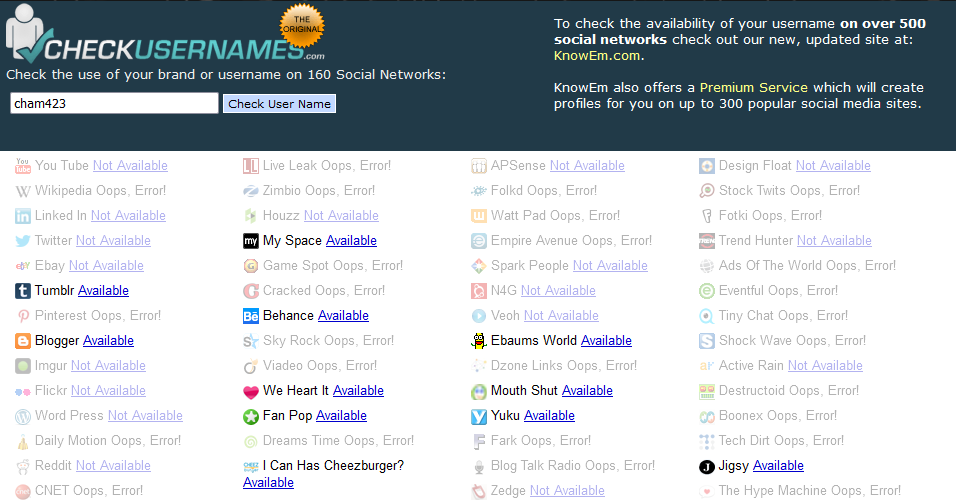 THE
ORIGINAL
CHECKUSERNAMES.com
Check the use of your brand or username on 160 Social Networks:
cham423
Check User Name
To check the availability of your username on over 500
social networks check out our new, updated site at:
KnowEm.com.
KnowEm also offers a Premium Service which will create
profiles for you on up to 300 popular social media sites.
You Tube Not Available
Wikipedia Oops, Error!
Linked In Not Available
Twitter Not Available
Ebay Not Available
Tumblr Available
Pinterest Oops, Error!
Blogger Available
Imgur Not Available
Flickr Not Available
Word Press Not Available
Daily Motion Oops, Error!
Reddit Not Available
CNET Oops, Error!
Live Leak Oops, Error!
Zimbio Oops, Error!
Houzz Not Available
my My Space Available
Game Spot Oops, Error!
Cracked Oops, Error!
Behance Available
Sky Rock Oops, Error!
Viadeo Oops, Error!
We Heart It Available
Fan Pop Available
Dreams Time Oops, Error!
I Can Has Cheezburger?
Available
APSense Not Available
Folkd Oops, Error!
Watt Pad Oops, Error!
Empire Avenue Oops, Error!
Spark People Not Available
N4G Not Available
Veoh Not Available
Ebaums World Available
Dzone Links Oops, Error!
Mouth Shut Available
Yuku Available
Fark Oops, Error!
Blog Talk Radio Oops, Error!
Zedge Not Available
Design Float Not Available
Stock Twits Oops, Error!
Fotki Oops, Error!
Trend Hunter Not Available
Ads Of The World Oops, Error!
Eventful Oops, Error!
Tiny Chat Oops, Error!
Shock Wave Oops, Error!
Active Rain Not Available
Destructoid Oops, Error!
Boonex Oops, Error!
Tech Dirt Oops, Error!
Jigsy Available
The Hype Machine Oops, Error!